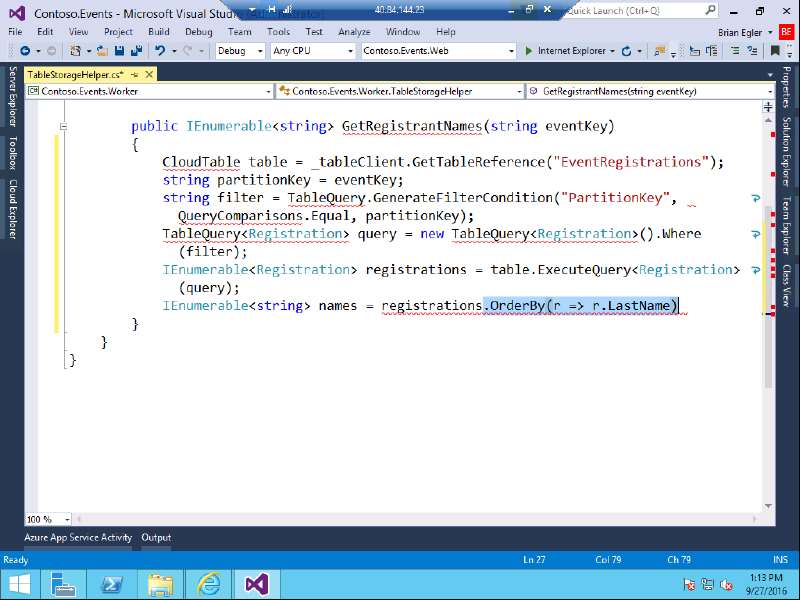 Contoso.Events - Microsoft Visual Stud
40.84.144.23
Quick Launch (Ctrl+Q)
File Edit View Project Build Debug Team Tools Test Analyze Window Help
Brian Egler
BE
Debug Any CPU Contoso.Events.Web Internet Explorer
TableStorageHelper.cs*
Contoso.Events.Worker Contoso.Events.Worker.TableStorageHelper GetRegistrantNames(string eventKey)
Server Explorer
Toolbox
Cloud Explorer
public IEnumerable<string> GetRegistrantNames(string eventKey)
{
CloudTable table = _tableClient.GetTableReference("EventRegistrations");
string partitionKey = eventKey;
string filter = TableQuery.GenerateFilterCondition("PartitionKey",
QueryComparisons.Equal, partitionKey);
TableQuery<Registration> query = new TableQuery<Registration>().Where
(filter);
IEnumerable<Registration> registrations = table.ExecuteQuery<Registration>
(query);
IEnumerable<string> names = registrations.OrderBy(r => r.LastName)
}
}
}
Properties
Solution Explorer
Team Explorer
Class View
100 %
Azure App Service Activity Output
Ready Ln 27 Col 79 Ch 79 INS
1:13 PM
9/27/2016